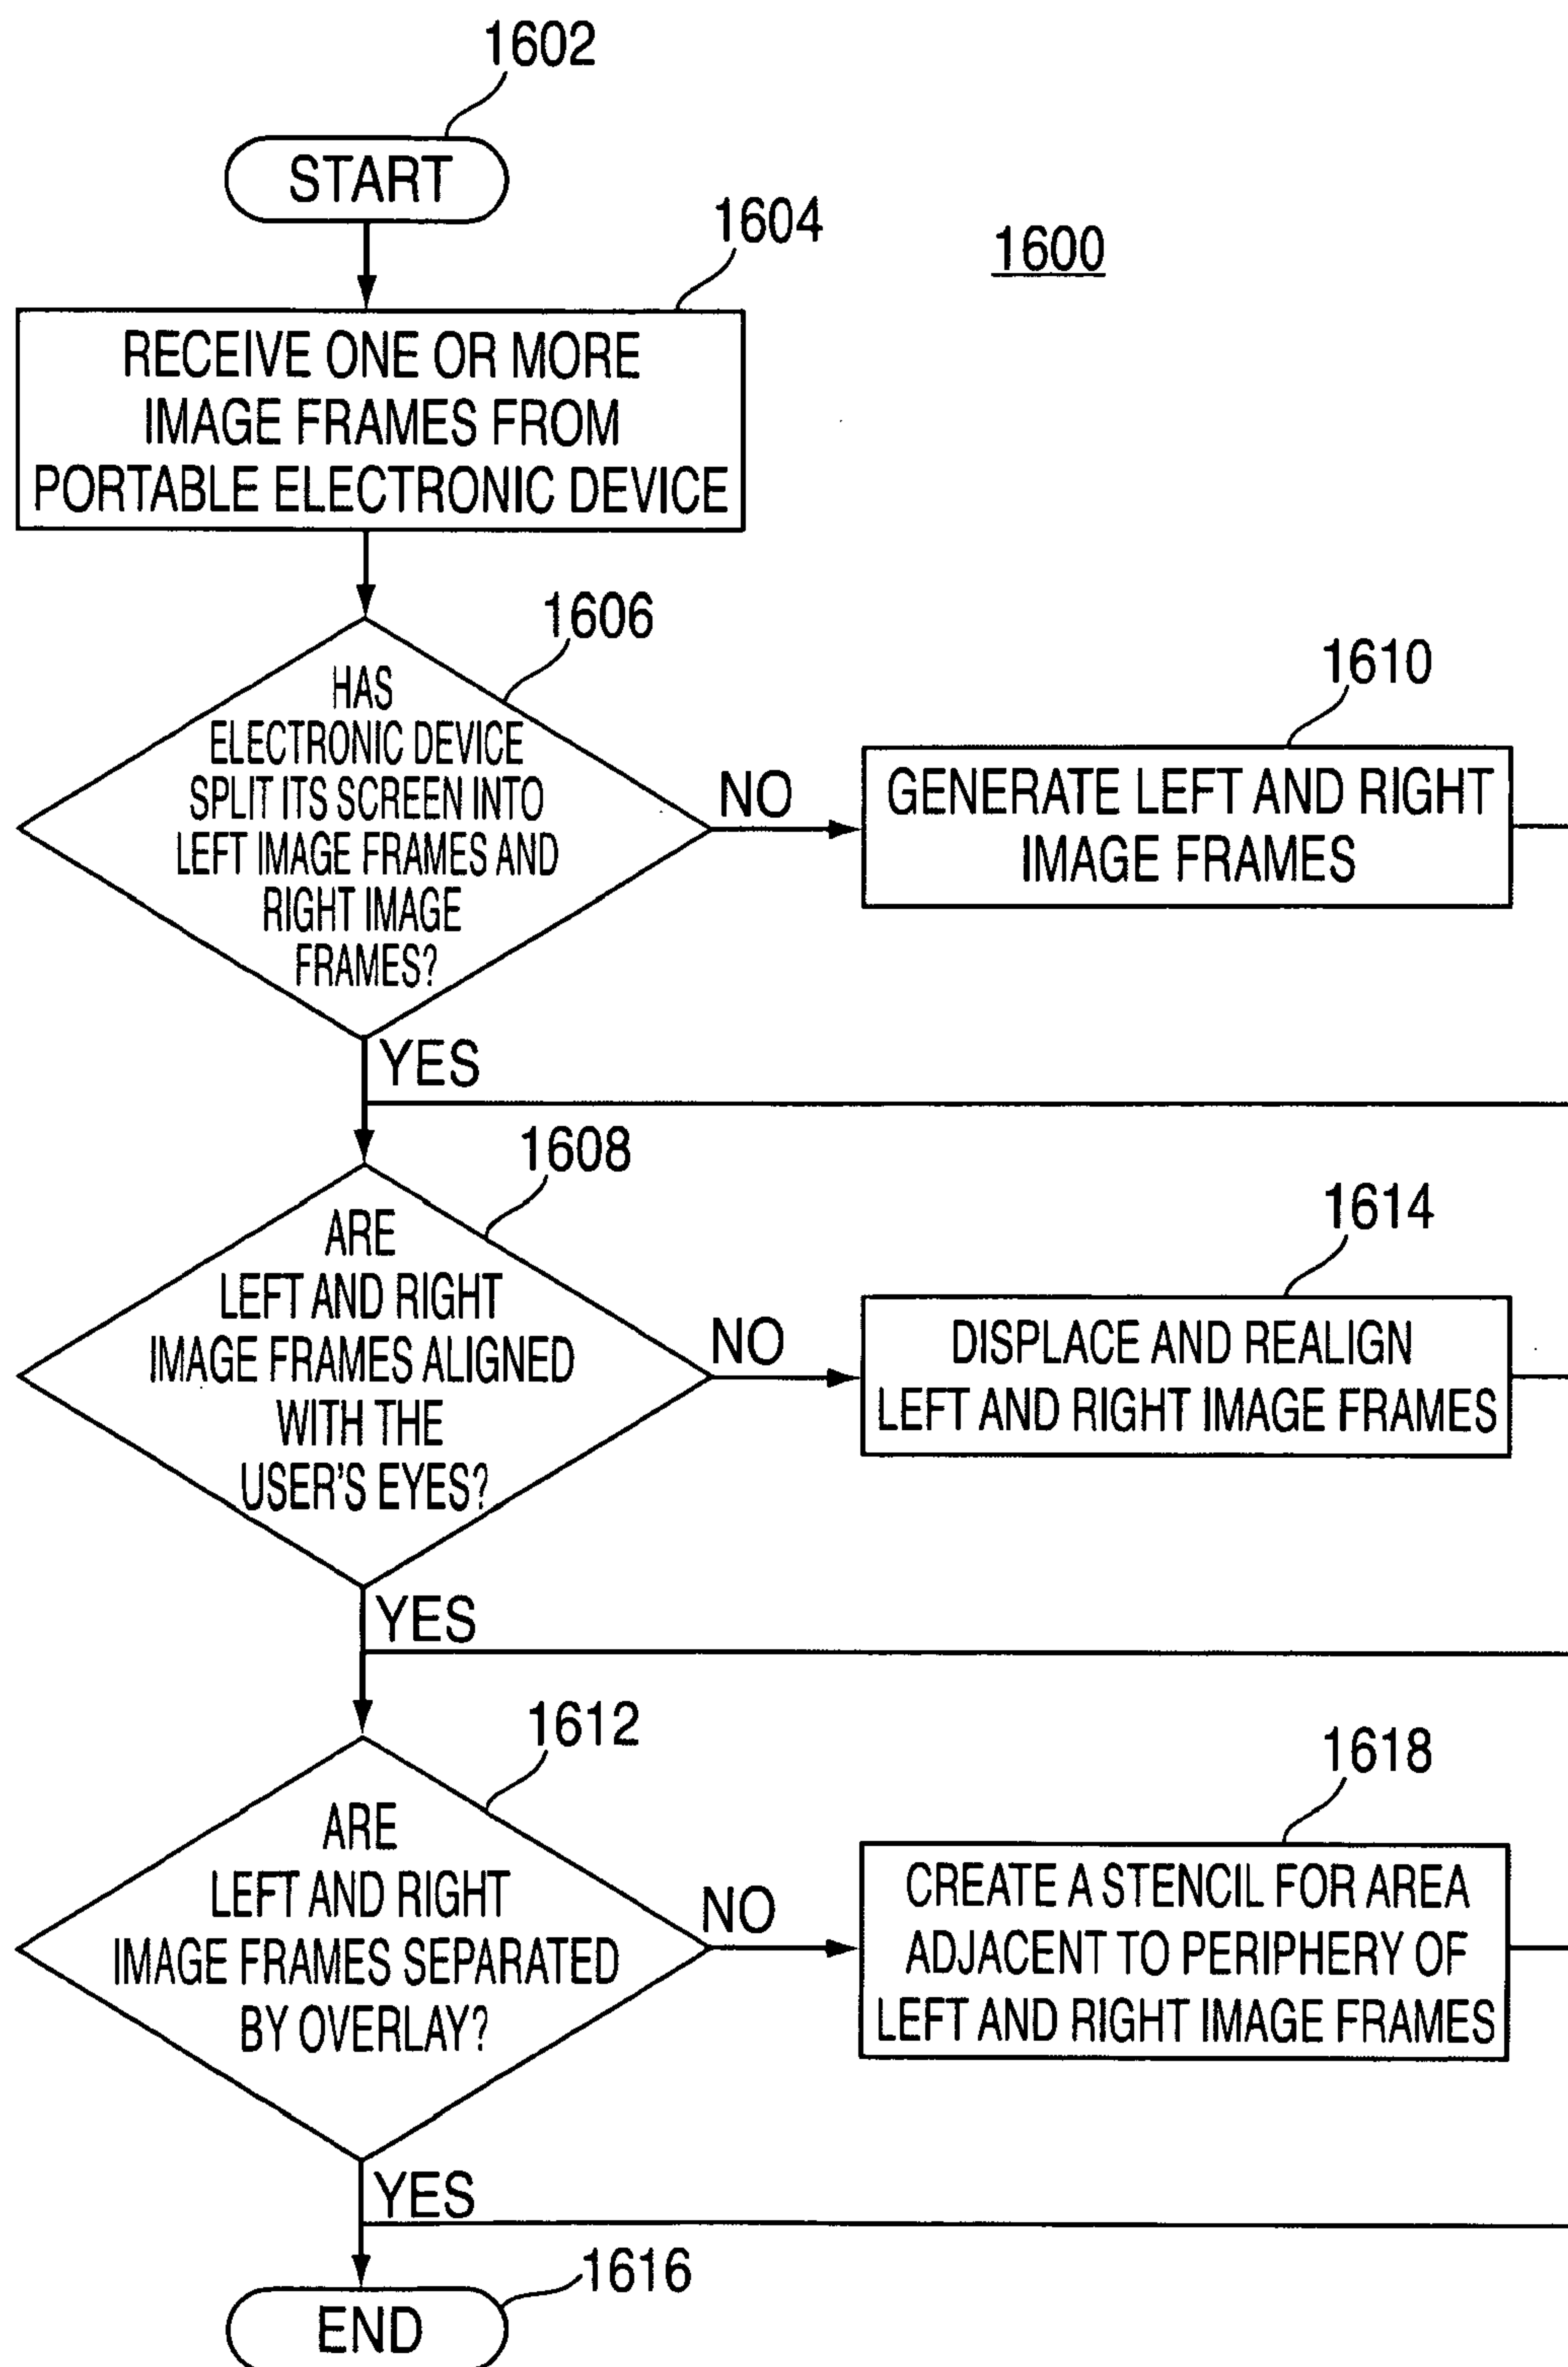 1602
START
1604
1600
RECEIVE ONE OR MORE
IMAGE FRAMES FROM
PORTABLE ELECTRONIC DEVICE
1606
HAS
ELECTRONIC DEVICE
SPLIT ITS SCREEN INTO
LEFT IMAGE FRAMES AND
RIGHT IMAGE
FRAMES?
NO
1610
GENERATE LEFT AND RIGHT
IMAGE FRAMES
YES
1608
ARE
LEFT AND RIGHT
IMAGE FRAMES ALIGNED
WITH THE
USER'S EYES?
NO
1614
DISPLACE AND REALIGN
LEFT AND RIGHT IMAGE FRAMES
YES
1612
ARE
LEFT AND RIGHT
IMAGE FRAMES SEPARATED
BY OVERLAY?
NO
1618
CREATE A STENCIL FOR AREA
ADJACENT TO PERIPHERY OF
LEFT AND RIGHT IMAGE FRAMES
YES
1616
END